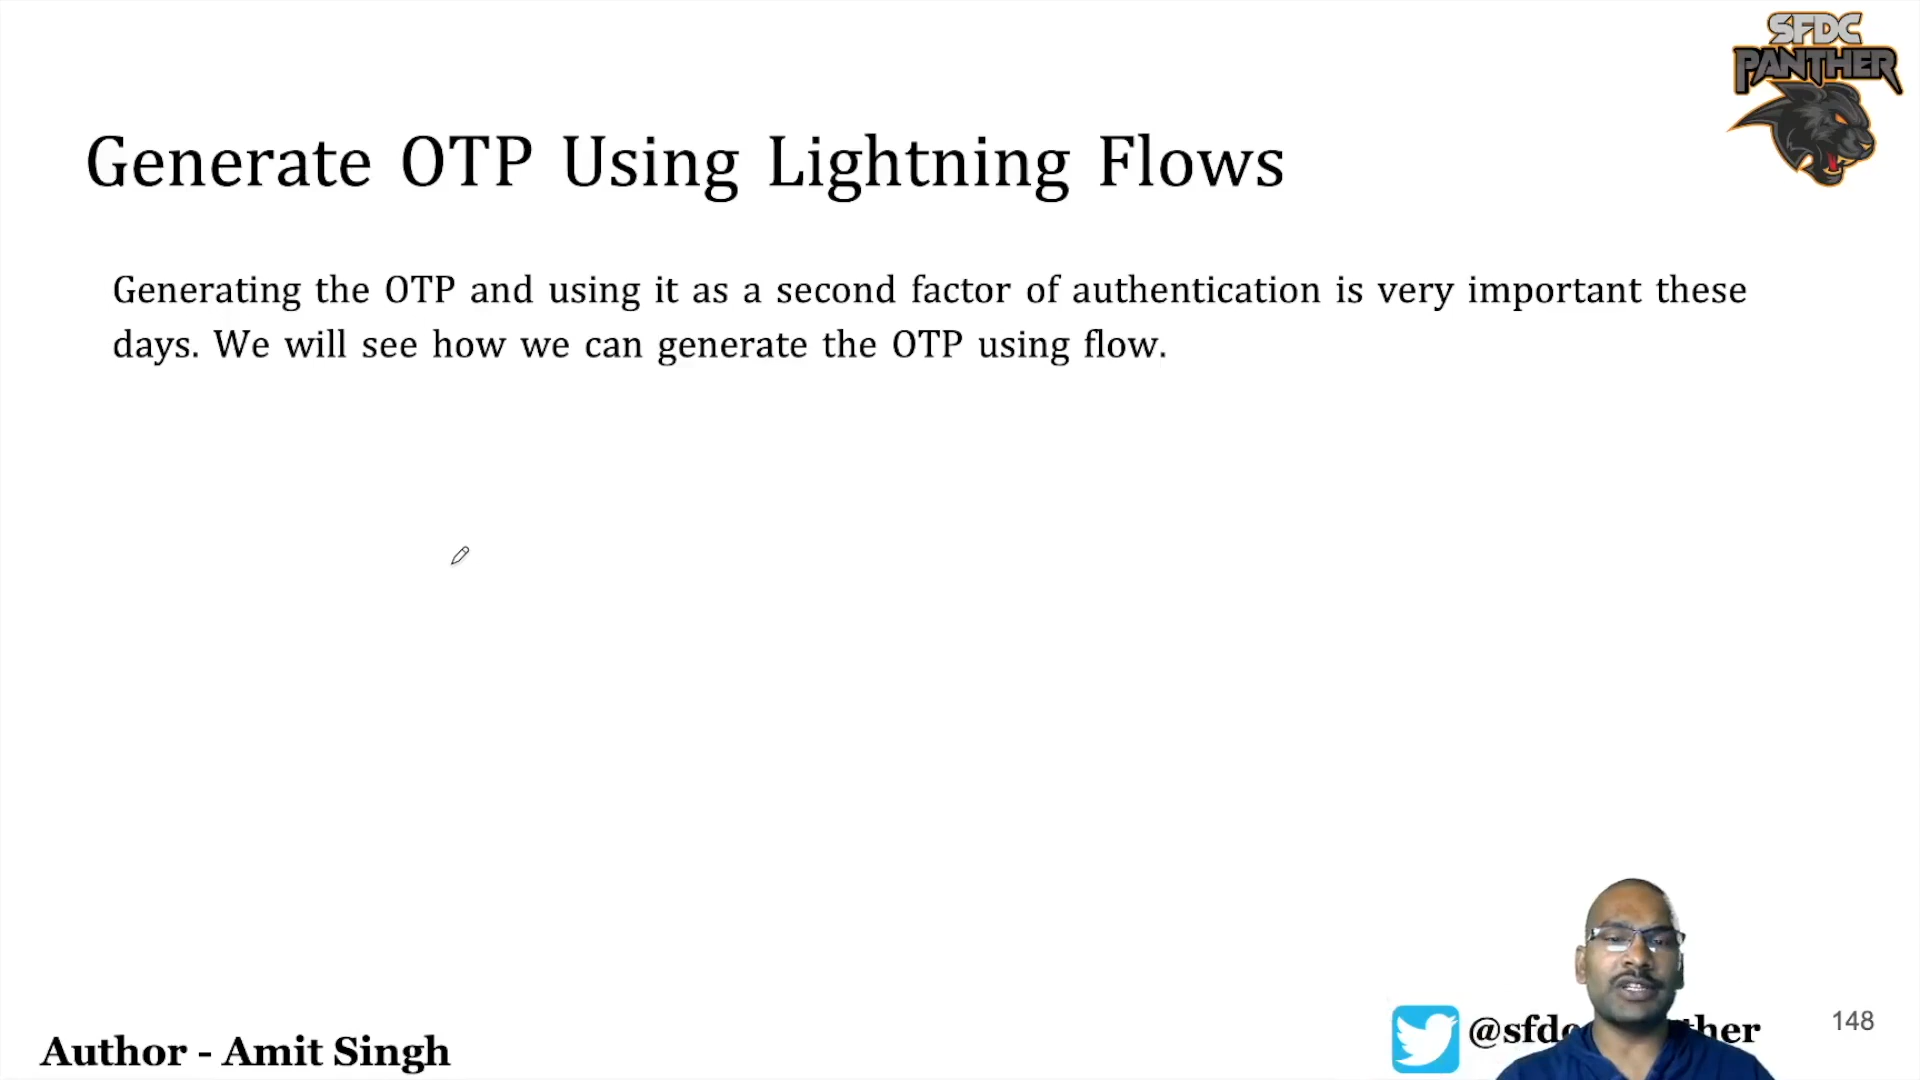 SFDC
PANTHER
Generate OTP Using Lightning Flows
Generating the OTP and using it as a second factor of authentication is very important these
days. We will see how we can generate the OTP using flow.
Author - Amit Singh
148